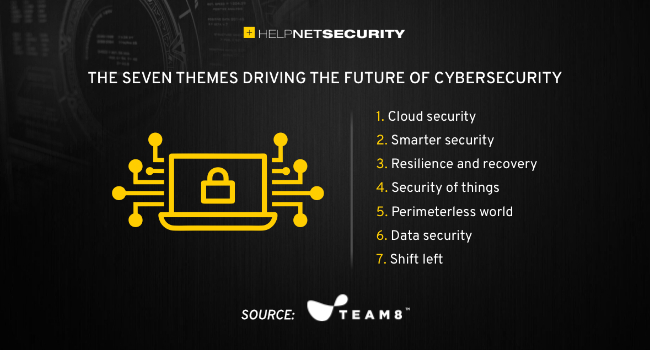 HELPNETSECURITY
THE SEVEN THEMES DRIVING THE FUTURE OF CYBERSECURITY
1. Cloud security
2. Smarter security
3. Resilience and recovery
4. Security of things
5. Perimeterless world
6. Data security
7. Shift left
SOURCE: TEAM8™